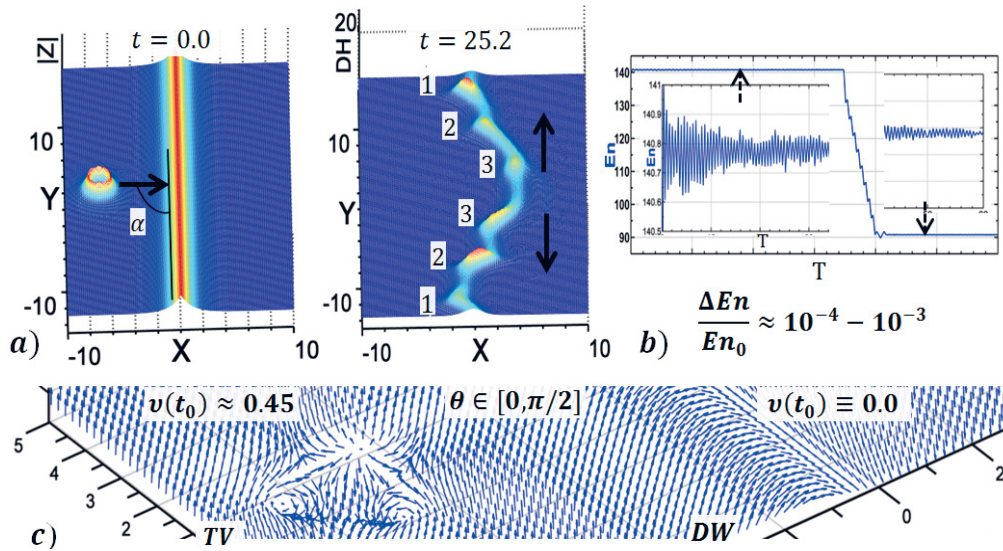 |Z|
t = 0.0
10
Y
-10
α
-10
X
10
a)
DH
20
t = 25.2
10
Y
-10
1
2
3
3
2
1
-10
X
10
En
140
130
120
110
100
90
En
141
140.9
140.8
140.7
140.6
140.5
T
T
b)
ΔEn/En₀ ≈ 10⁻⁴ − 10⁻³
υ(t₀) ≈ 0.45
θ ∈ [0,π/2]
υ(t₀) ≡ 0.0
5
4
3
2
TV
DW
0
2
c)